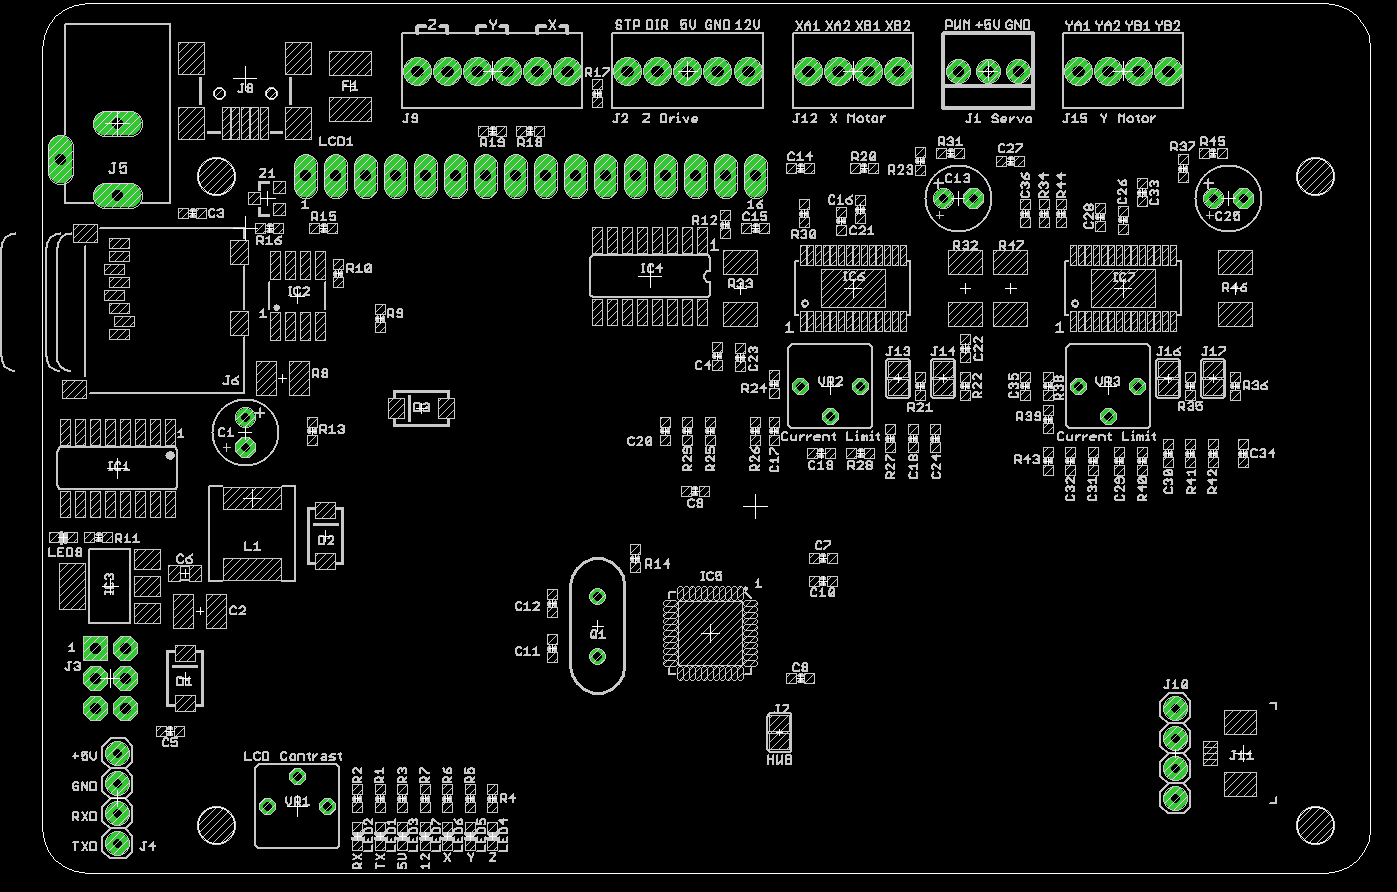 Z Y X STP DIR 5V GND 12V XA1 XA2 XB1 XB2 PWM +5V GND YA1 YA2 YB1 YB2
J8 F1 R17
J9 J2 Z Drive J12 X Motor J1 Servo J15 Y Motor
LCD1 R19 R18 R31 C27 R37 R45
J5 C14 R20 R23
Z1 C13 C36 R34 R44 C26 C33
1 16 C16
C3 R15 R12 C15 C28 C25
R16 R30 C21
R10 IC4 1 R32 R47
IC2 R33 IC6 IC7 R46
1 R9
1 1
C4 C23 J13 J14 C22 J16 J17
J6 R8 R24 VR2 R22 C35 R38 VR3 R36
Q3 R21 R35
C1 R13 R39
1 C20 Current Limit Current Limit
IC1 R29 R25 R26 C17 C19 R28 R27 C18 C24 R43 C34
C32 C31 C29 R40 C30 R41 R42
C9
R11 L1 D2
LED8 C7
C6 R14 IC5
IC3 1
C10
C2 C12
Q1
1 C11
J3 C8
D1 J10
J2
C5
+5V LCD Contrast J11
HWB
GND R2 R1 R3 R7 R6 R5 R4
VR1
RXD
LED2 LED1 LED3 LED7 LED6 LED5 LED4
TXD J4 RX TX 5V 12 X Y Z